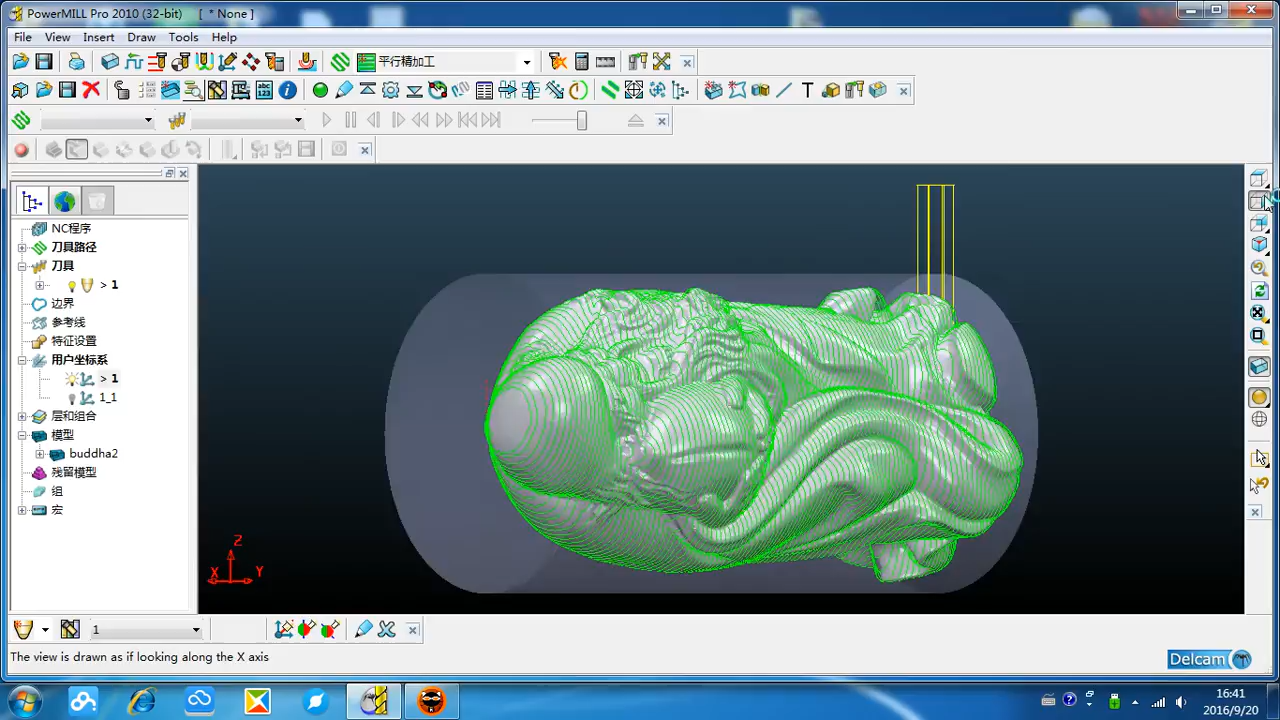 PowerMILL Pro 2010 (32-bit) [ * None ]
File View Insert Draw Tools Help
平行精加工
NC程序
刀具路径
刀具
> 1
边界
参考线
特征设置
用户坐标系
> 1
1_1
层和组合
模型
buddha2
残留模型
组
宏
Z
X
Y
1
The view is drawn as if looking along the X axis
Delcam
16:41
2016/9/20